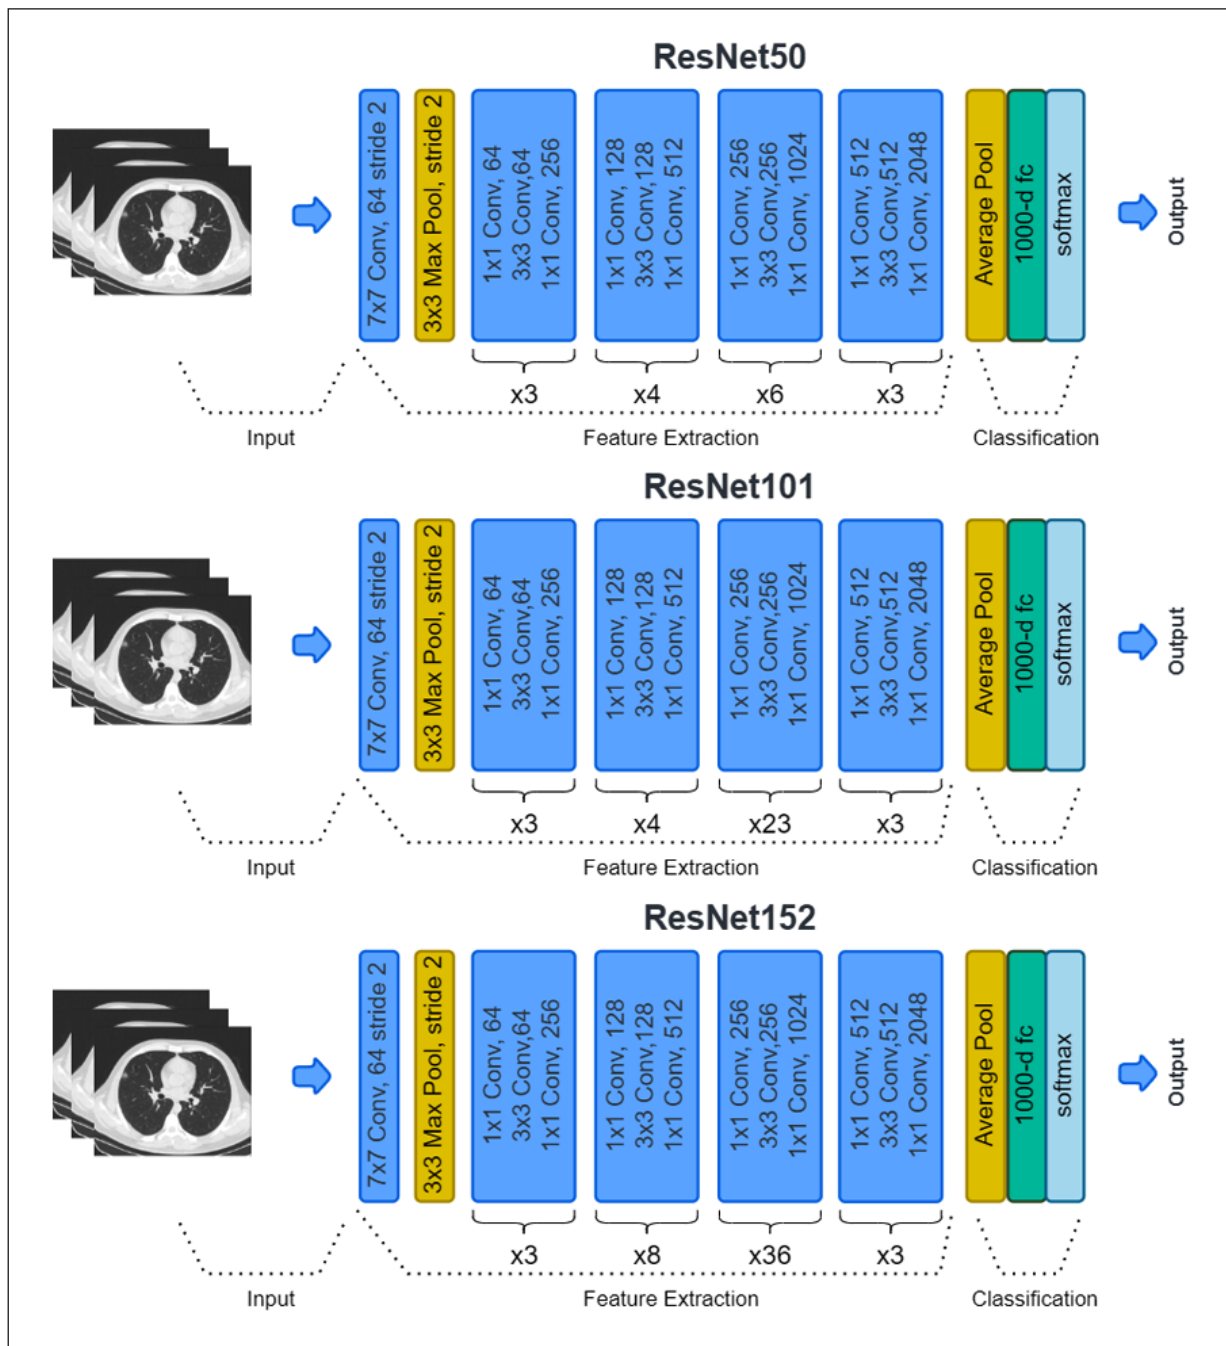 ResNet50
7x7 Conv, 64 stride 2
3x3 Max Pool, stride 2
1x1 Conv, 64
3x3 Conv,64
1x1 Conv, 256
1x1 Conv, 128
3x3 Conv,128
1x1 Conv, 512
1x1 Conv, 256
3x3 Conv,256
1x1 Conv, 1024
1x1 Conv, 512
3x3 Conv,512
1x1 Conv, 2048
Average Pool
1000-d fc
softmax
Output
x3
x4
x6
x3
Input
Feature Extraction
Classification
ResNet101
7x7 Conv, 64 stride 2
3x3 Max Pool, stride 2
1x1 Conv, 64
3x3 Conv,64
1x1 Conv, 256
1x1 Conv, 128
3x3 Conv,128
1x1 Conv, 512
1x1 Conv, 256
3x3 Conv,256
1x1 Conv, 1024
1x1 Conv, 512
3x3 Conv,512
1x1 Conv, 2048
Average Pool
1000-d fc
softmax
Output
x3
x4
x23
x3
Input
Feature Extraction
Classification
ResNet152
7x7 Conv, 64 stride 2
3x3 Max Pool, stride 2
1x1 Conv, 64
3x3 Conv,64
1x1 Conv, 256
1x1 Conv, 128
3x3 Conv,128
1x1 Conv, 512
1x1 Conv, 256
3x3 Conv,256
1x1 Conv, 1024
1x1 Conv, 512
3x3 Conv,512
1x1 Conv, 2048
Average Pool
1000-d fc
softmax
Output
x3
x8
x36
x3
Input
Feature Extraction
Classification